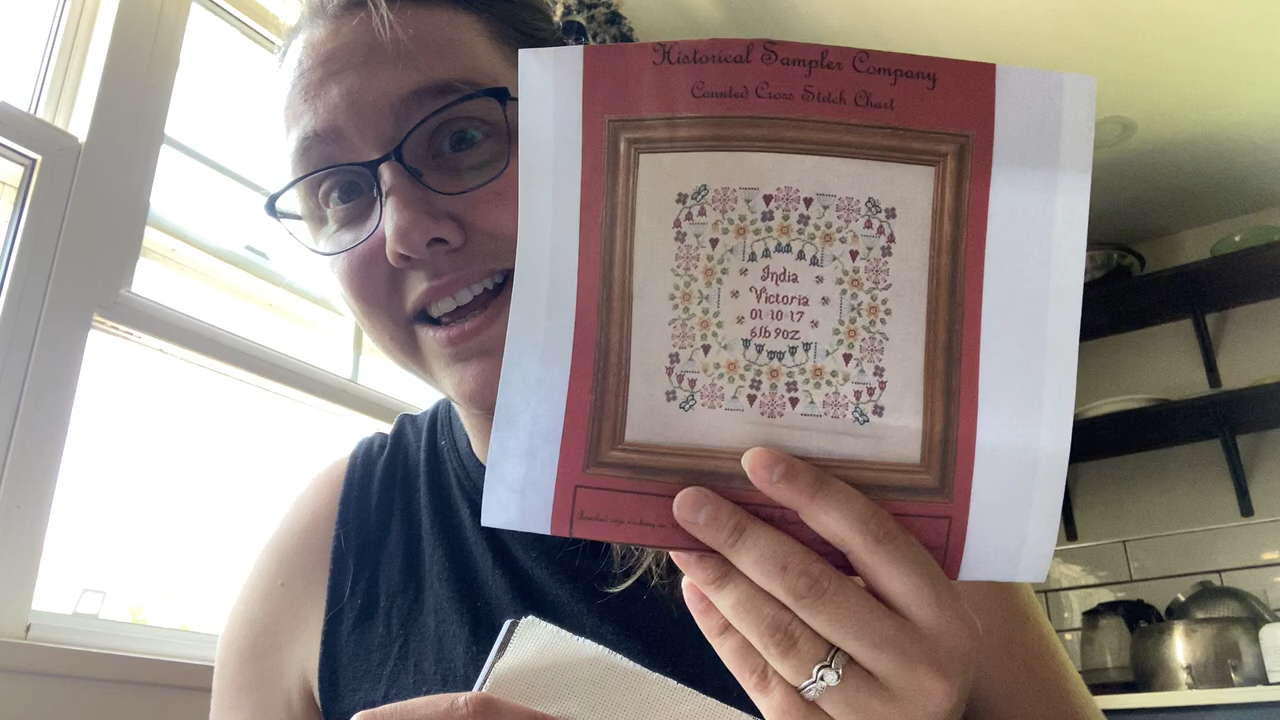 Historical Sampler Company
Counted Cross Stitch Chart
India
Victoria
01 10 17
6lb 9oz